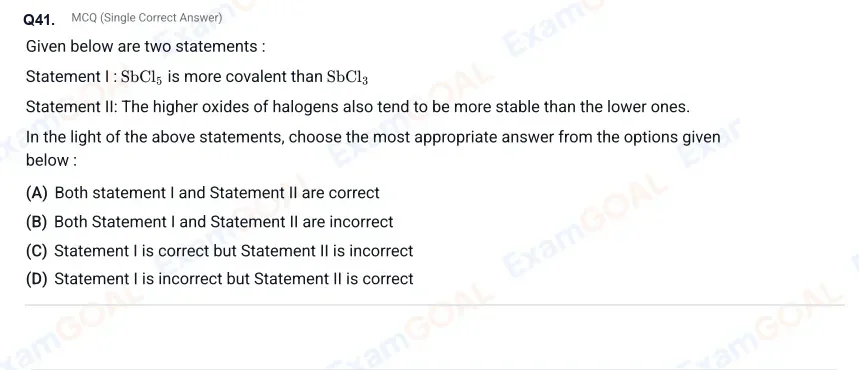 Q41. MCQ (Single Correct Answer)
Given below are two statements :
Statement I : SbCl₅ is more covalent than SbCl₃
Statement II: The higher oxides of halogens also tend to be more stable than the lower ones.
In the light of the above statements, choose the most appropriate answer from the options given
below :
(A) Both statement I and Statement II are correct
(B) Both Statement I and Statement II are incorrect
(C) Statement I is correct but Statement II is incorrect
(D) Statement I is incorrect but Statement II is correct
ExamGOAL